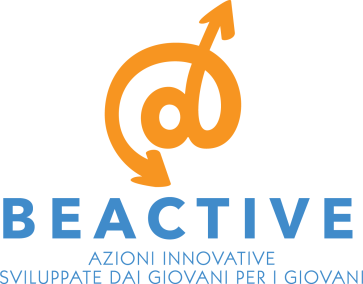 BEACTIVE
AZIONI INNOVATIVE
SVILUPPATE DAI GIOVANI PER I GIOVANI